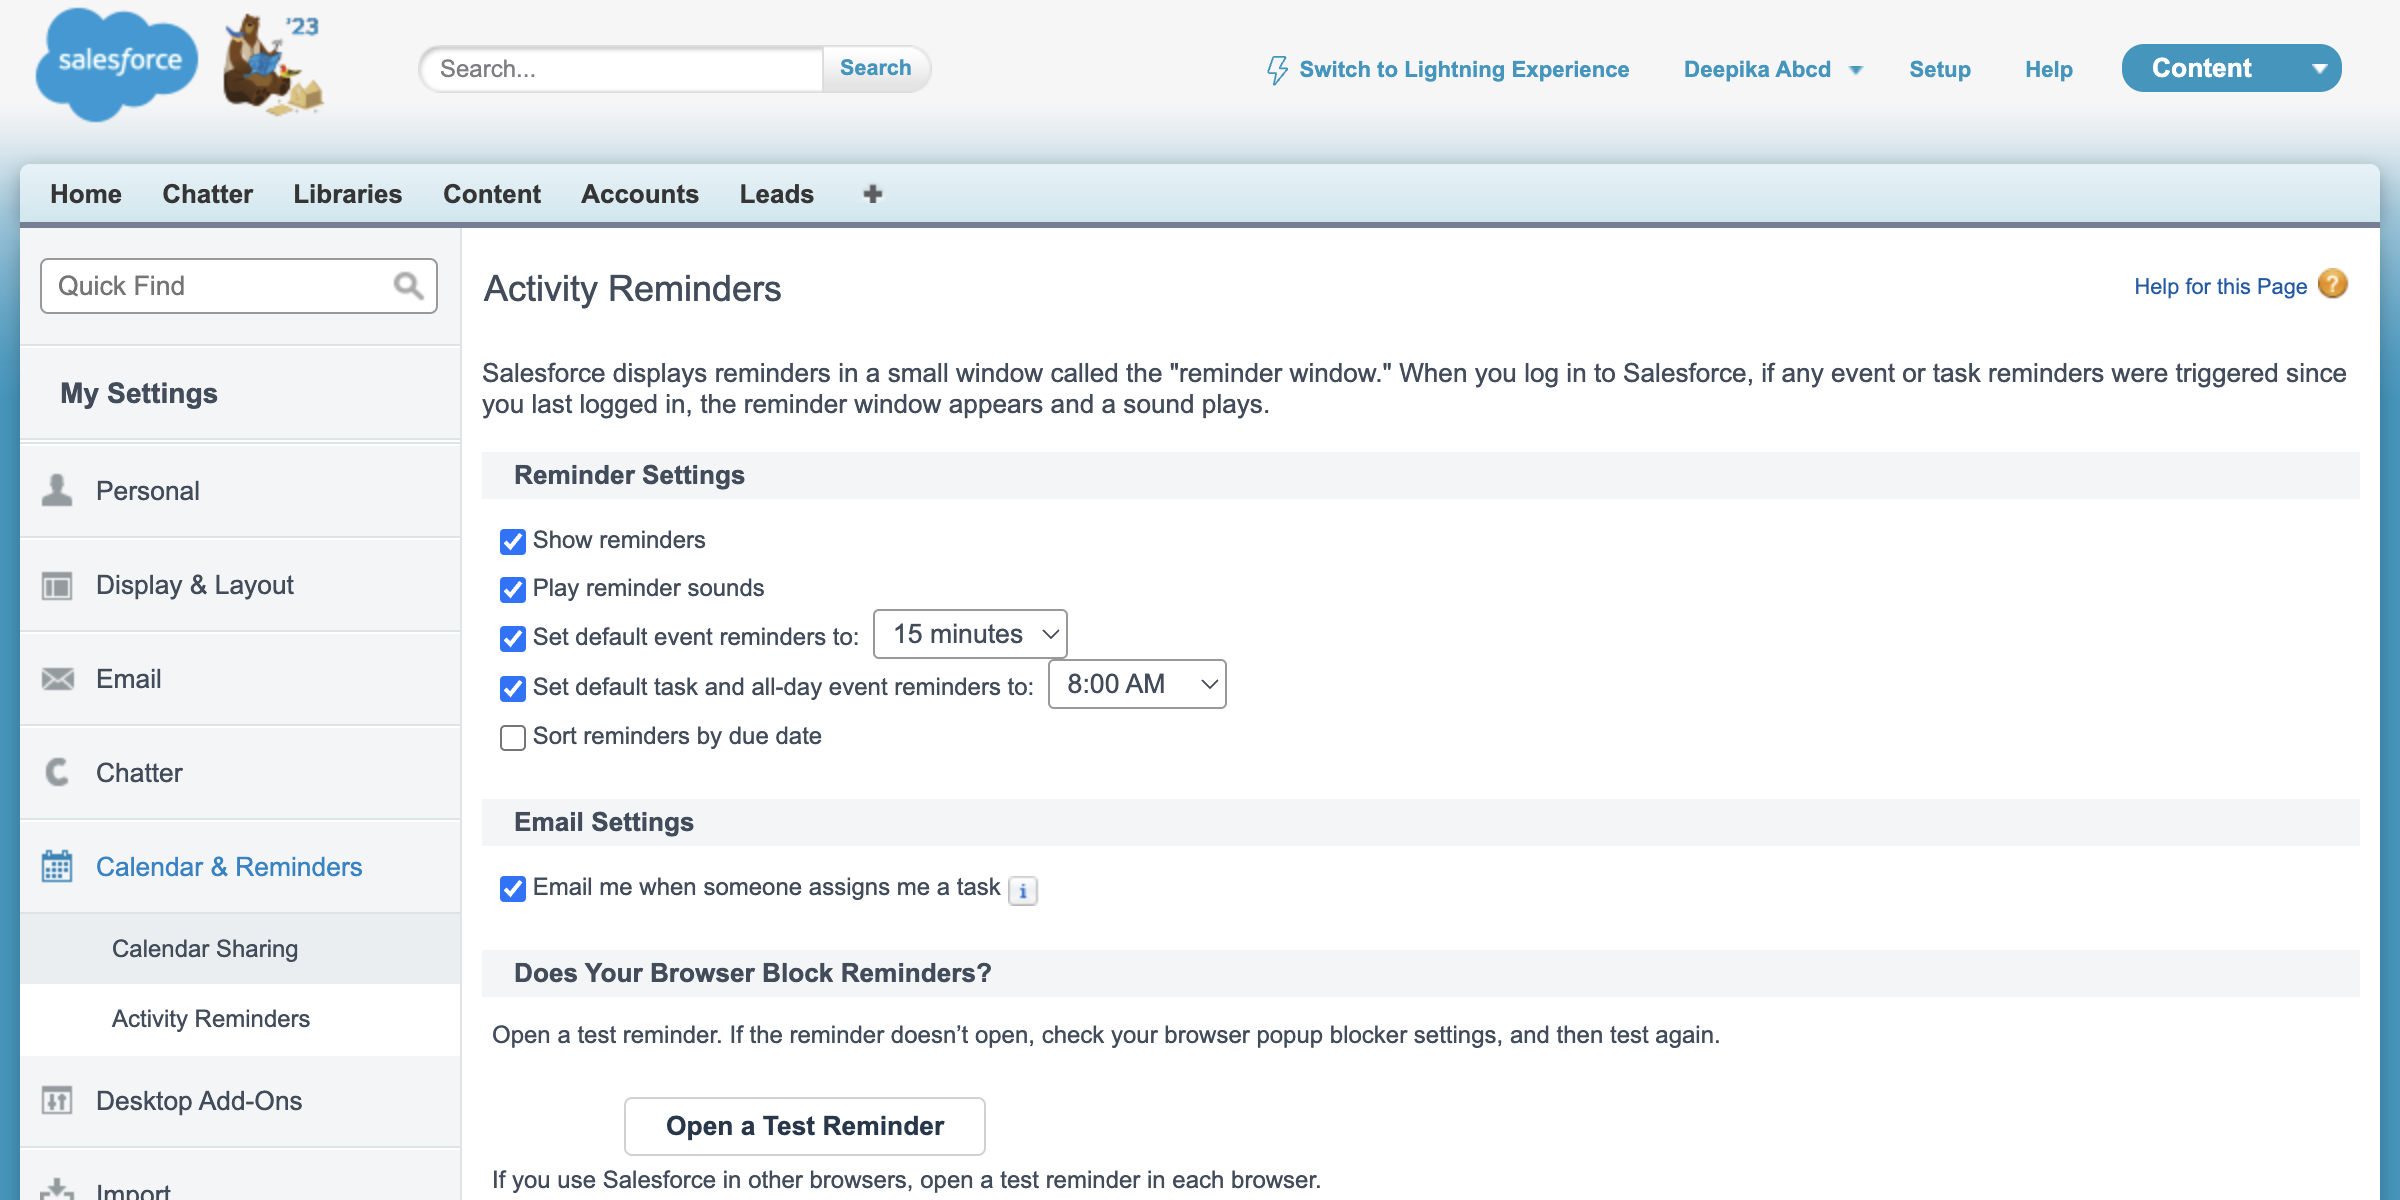 salesforce
'23
Search...
Search
Switch to Lightning Experience
Deepika Abcd
Setup
Help
Content
Home
Chatter
Libraries
Content
Accounts
Leads
Quick Find
My Settings
Personal
Display & Layout
Email
Chatter
Calendar & Reminders
Calendar Sharing
Activity Reminders
Desktop Add-Ons
Import
Activity Reminders
Help for this Page
?
Salesforce displays reminders in a small window called the "reminder window." When you log in to Salesforce, if any event or task reminders were triggered since
you last logged in, the reminder window appears and a sound plays.
Reminder Settings
Show reminders
Play reminder sounds
Set default event reminders to: 15 minutes
Set default task and all-day event reminders to: 8:00 AM
Sort reminders by due date
Email Settings
Email me when someone assigns me a task i
Does Your Browser Block Reminders?
Open a test reminder. If the reminder doesn’t open, check your browser popup blocker settings, and then test again.
Open a Test Reminder
If you use Salesforce in other browsers, open a test reminder in each browser.